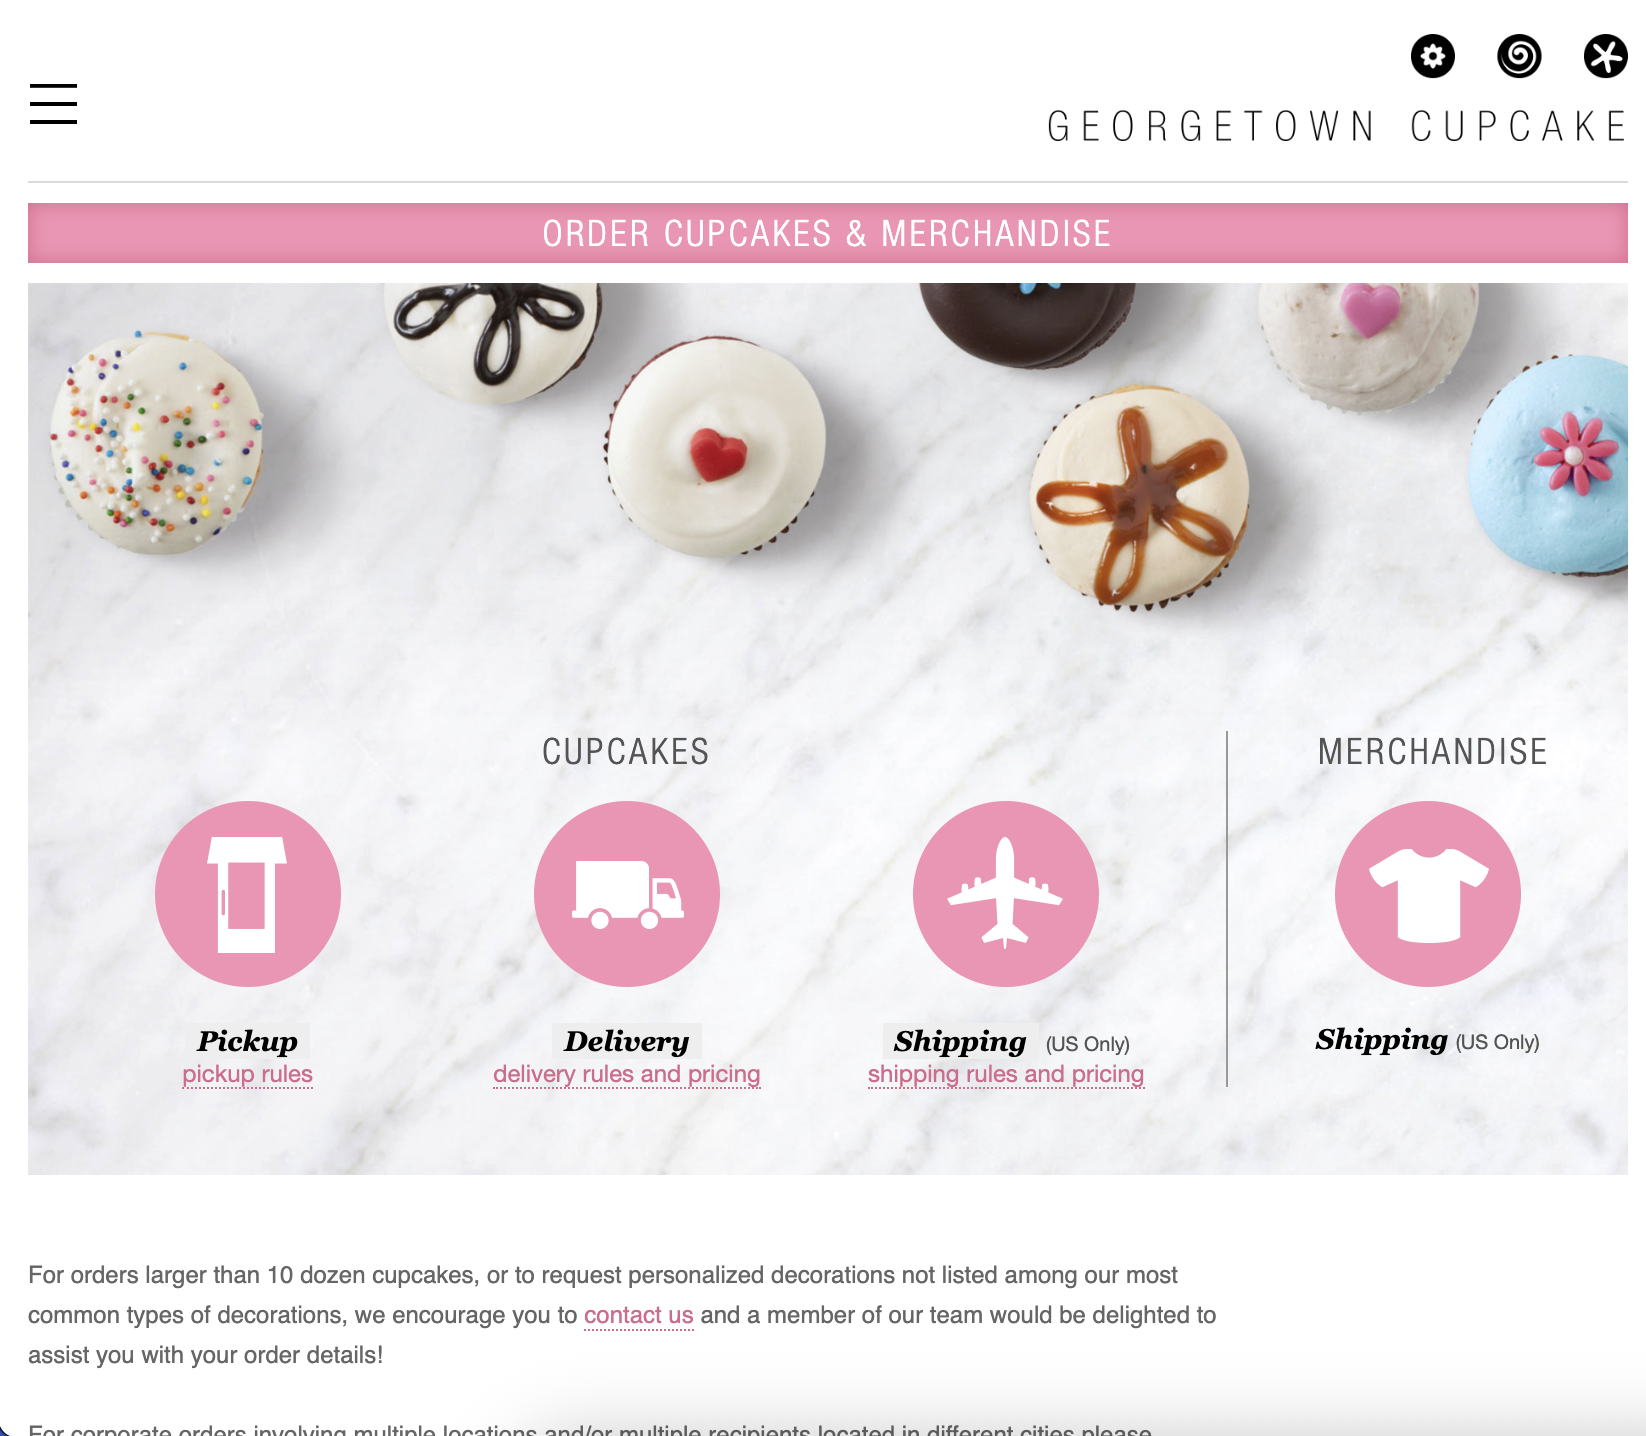 GEORGETOWN CUPCAKE
ORDER CUPCAKES & MERCHANDISE
CUPCAKES
Pickup
pickup rules
Delivery
delivery rules and pricing
Shipping (US Only)
shipping rules and pricing
MERCHANDISE
Shipping (US Only)
For orders larger than 10 dozen cupcakes, or to request personalized decorations not listed among our most
common types of decorations, we encourage you to contact us and a member of our team would be delighted to
assist you with your order details!
For corporate orders involving multiple locations and/or multiple recipients located in different cities please